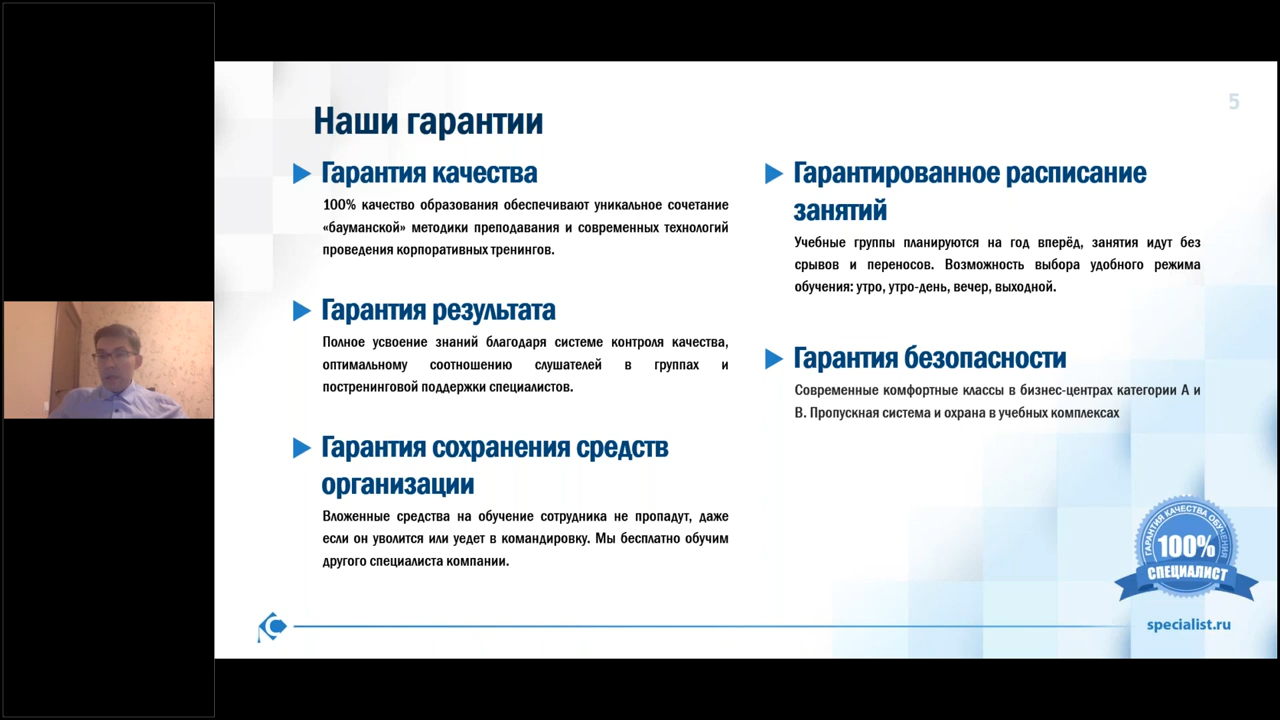 5
Наши гарантии
Гарантия качества
100% качество образования обеспечивают уникальное сочетание
«бауманской» методики преподавания и современных технологий
проведения корпоративных тренингов.
Гарантия результата
Полное усвоение знаний благодаря системе контроля качества,
оптимальному соотношению слушателей в группах и
постренинговой поддержки специалистов.
Гарантия сохранения средств
организации
Вложенные средства на обучение сотрудника не пропадут, даже
если он уволится или уедет в командировку. Мы бесплатно обучим
другого специалиста компании.
Гарантированное расписание
занятий
Учебные группы планируются на год вперёд, занятия идут без
срывов и переносов. Возможность выбора удобного режима
обучения: утро, утро-день, вечер, выходной.
Гарантия безопасности
Современные комфортные классы в бизнес-центрах категории А и
В. Пропускная система и охрана в учебных комплексах
ГАРАНТИЯ КАЧЕСТВА ОБУЧЕНИЯ
100%
СПЕЦИАЛИСТ
specialist.ru